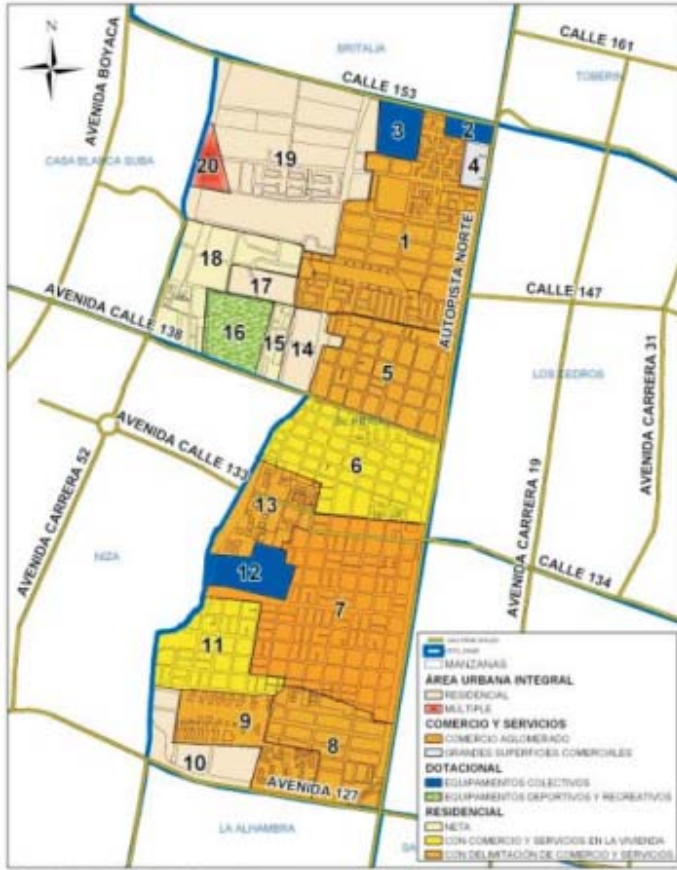 Z
BRITALIA
CALLE 161
CALLE 153
TOBERIN
AVENIDA BOYACA
CASA BLANCA SUBA
3
2
4
20
19
1
18
17
AUTOPISTA NORTE
CALLE 147
AVENIDA CALLE 138
16
15
14
5
LOS CEDROS
AVENIDA CARRERA 31
AVENIDA CALLE 133
6
AVENIDA CARRERA 52
13
AVENIDA CARRERA 19
NIZA
12
CALLE 134
7
11
9
8
10
AVENIDA 127
LA ALHAMBRA
MANZANAS
ÁREA URBANA INTEGRAL
RESIDENCIAL
MULTIPLE
COMERCIO Y SERVICIOS
COMERCIO AGLOMERADO
GRANDES SUPERFICIES COMERCIALES
DOTACIONAL
EQUIPAMENTOS COLECTIVOS
EQUIPAMENTOS DEPORTIVOS Y RECREATIVOS
RESIDENCIAL
NETA
CON COMERCIO Y SERVICIOS EN LA VIVIENDA
CON DELIMITACIÓN DE COMERCIO Y SERVICIOS